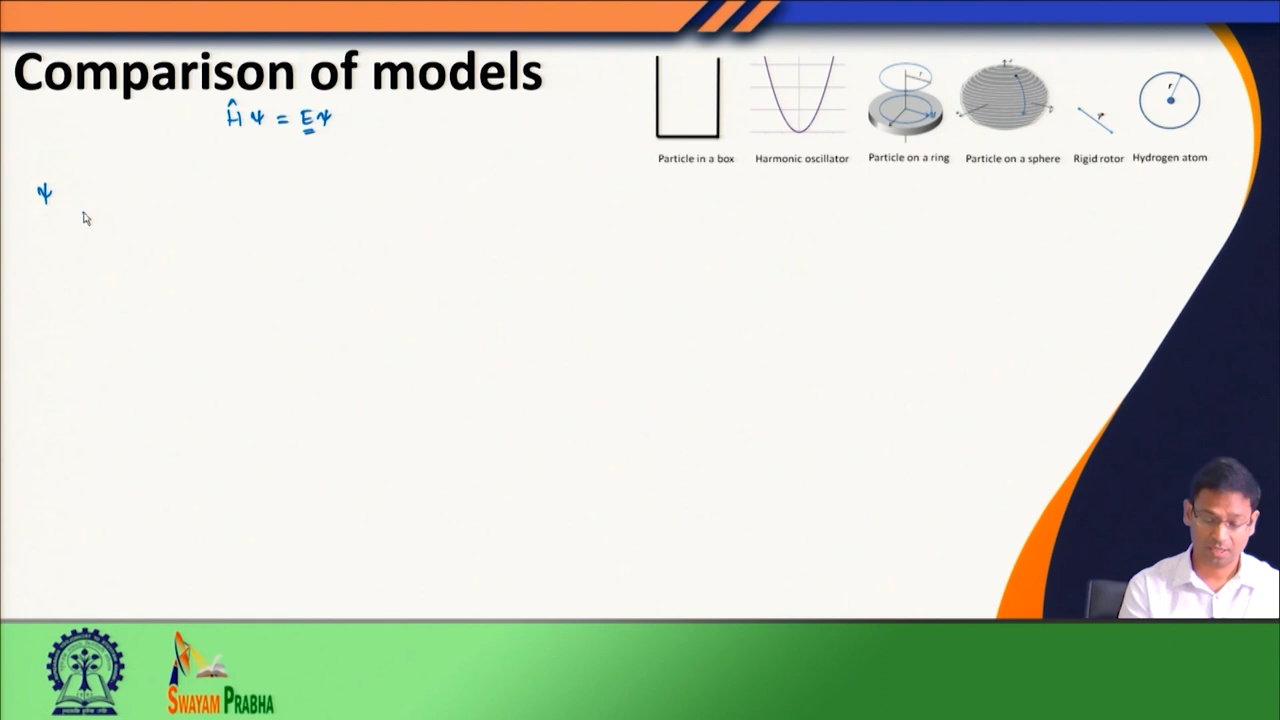 Comparison of models
Ĥ ψ = E ψ
ψ
r
Particle in a box
Harmonic oscillator
Particle on a ring
Particle on a sphere
Rigid rotor
Hydrogen atom
SWAYAM PRABHA